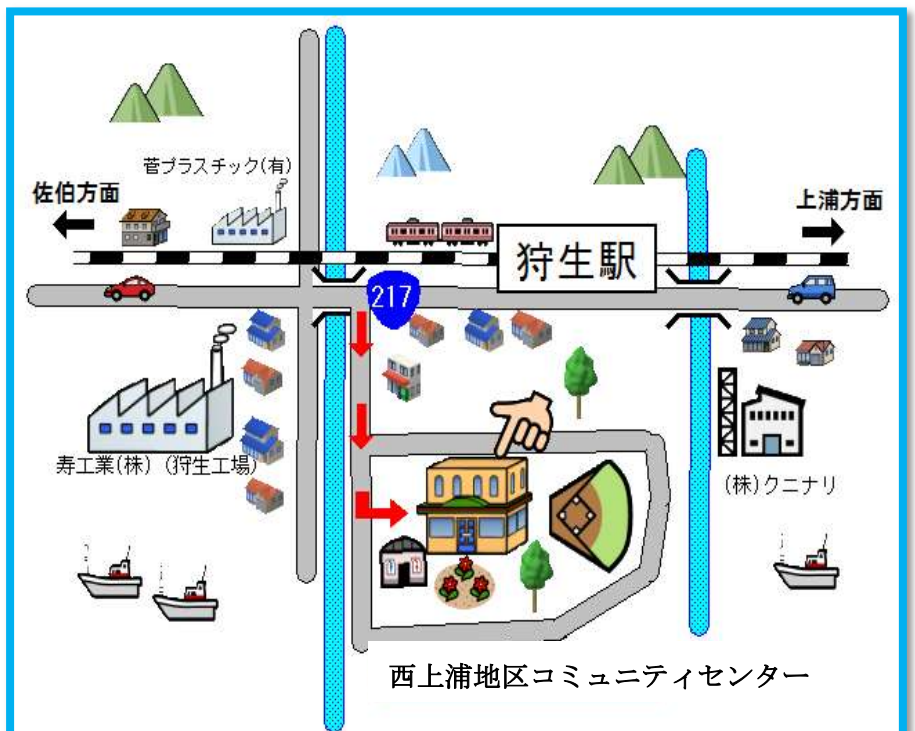 菅プラスチック(有)
佐伯方面
上浦方面
狩生駅
217
寿工業(株)(狩生工場)
(株)クニナリ
西上浦地区コミュニティセンター